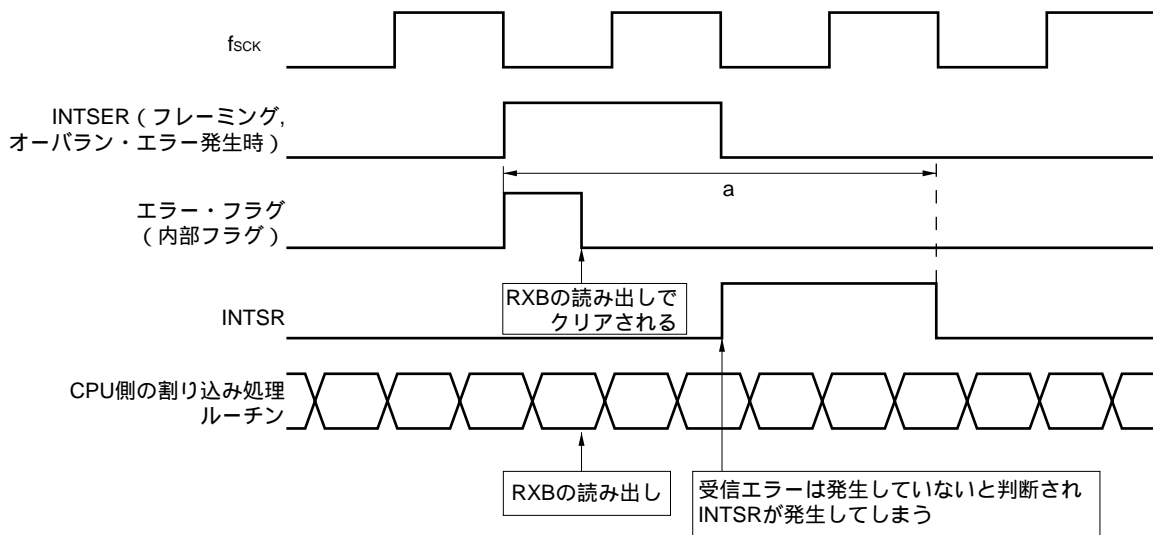 fSCK
INTSER（フレーミング,
オーバラン・エラー発生時）
a
エラー・フラグ
（内部フラグ）
RXBの読み出しで
クリアされる
INTSR
CPU側の割り込み処理
ルーチン
RXBの読み出し
受信エラーは発生していないと判断され
INTSRが発生してしまう